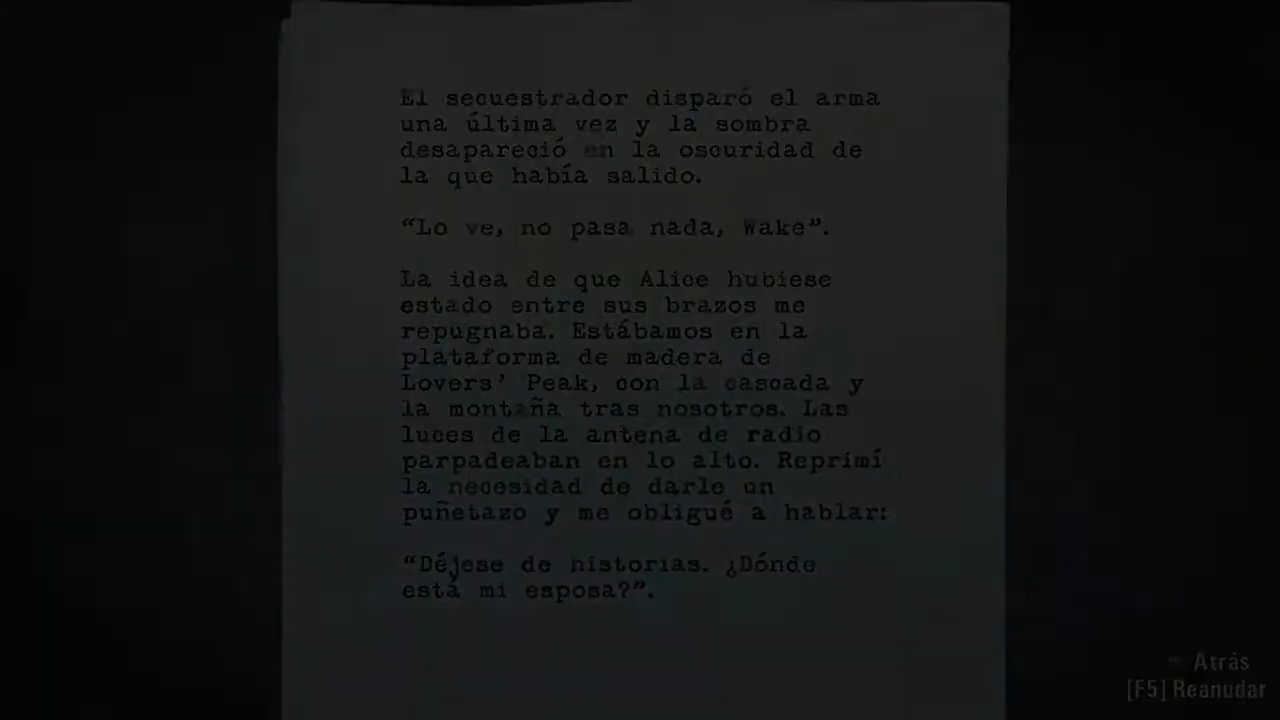 El secuestrador disparó el arma
una última vez y la sombra
desapareció en la oscuridad de
la que había salido.
“Lo ve, no pasa nada, Wake”.
La idea de que Alice hubiese
estado entre sus brazos me
repugnaba. Estábamos en la
plataforma de madera de
Lovers’ Peak, con la cascada y
la montaña tras nosotros. Las
luces de la antena de radio
parpadeaban en lo alto. Reprimí
la necesidad de darle un
puñetazo y me obligué a hablar:
“Déjese de historias. ¿Dónde
está mi esposa?”.
Atrás
[F5] Reanudar